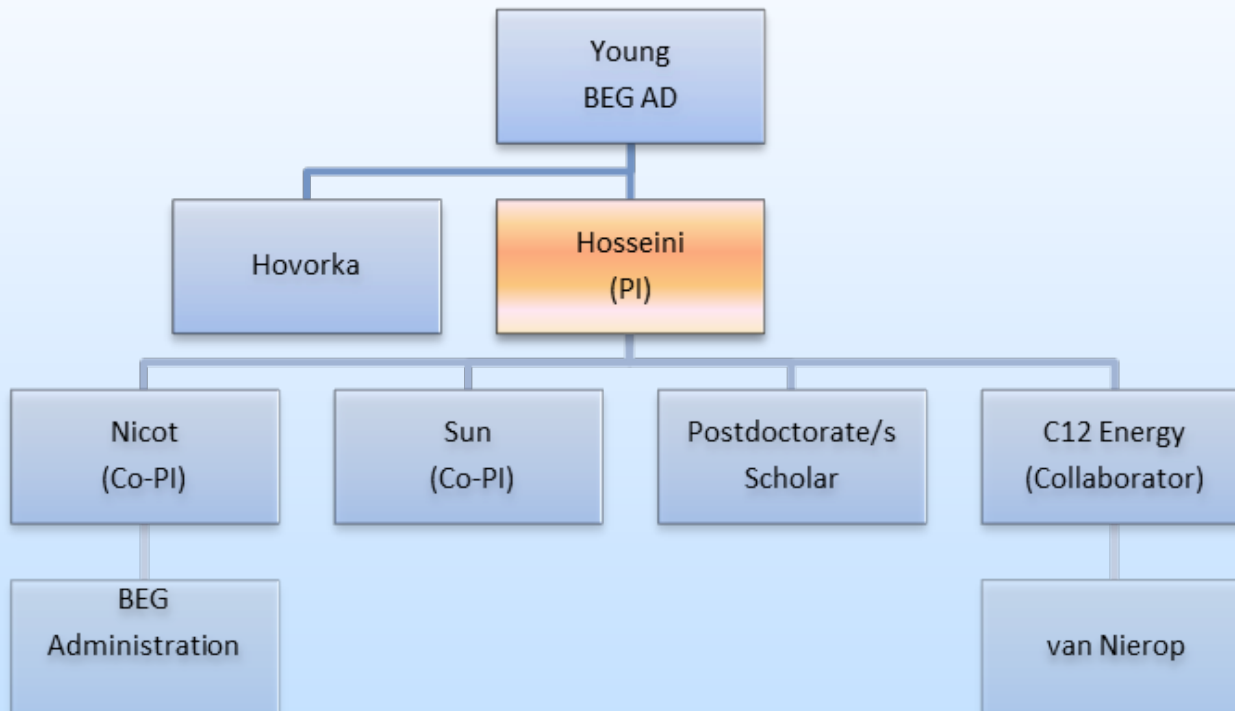 Young
BEG AD
Hovorka
Hosseini
(PI)
Nicot
(Co-PI)
Sun
(Co-PI)
Postdoctorate/s
Scholar
C12 Energy
(Collaborator)
BEG
Administration
van Nierop